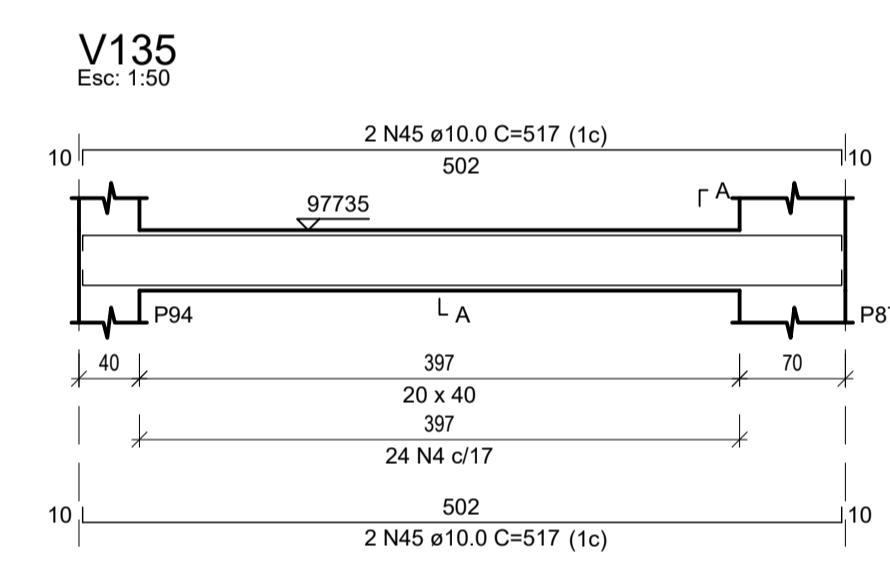 V135
Esc: 1:50
2 N45 ø10.0 C=517 (1c)
10 502 10
97735
A
P94 A P87
40 397 70
20 x 40
397
24 N4 c/17
10 502 10
2 N45 ø10.0 C=517 (1c)